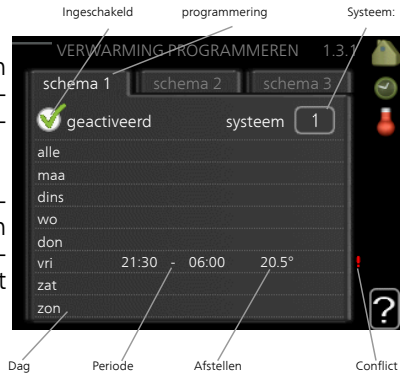 Ingeschakeld programmering Systeem:
VERWARMING PROGRAMMEREN 1.3.1
schema 1 schema 2 schema 3
geactiveerd systeem 1
alle
maa
dins
wo
don
vri 21:30 - 06:00 20.5° !
zat
zon
?
Dag Periode Afstellen Conflict